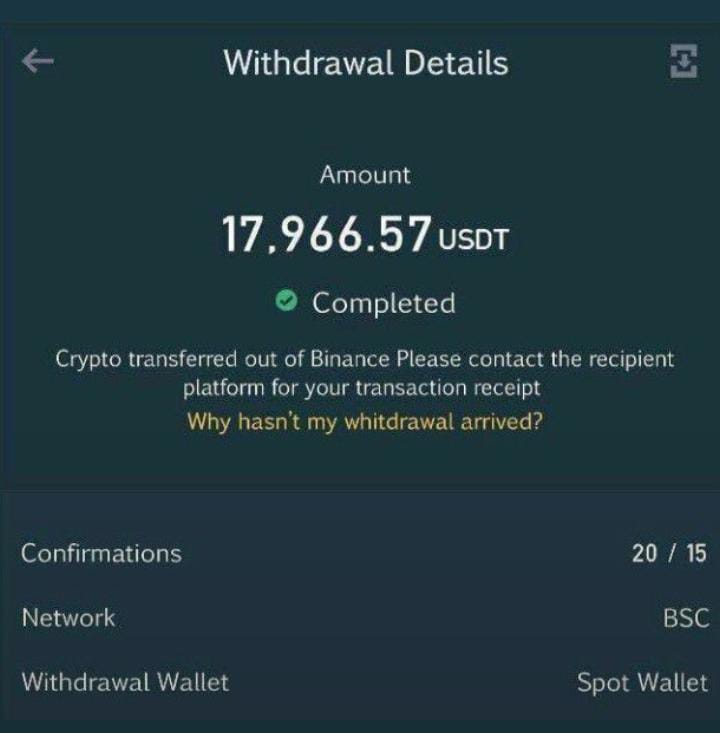 Withdrawal Details
Amount
17,966.57 USDT
Completed
Crypto transferred out of Binance Please contact the recipient
platform for your transaction receipt
Why hasn't my whitdrawal arrived?
Confirmations 20 / 15
Network BSC
Withdrawal Wallet Spot Wallet